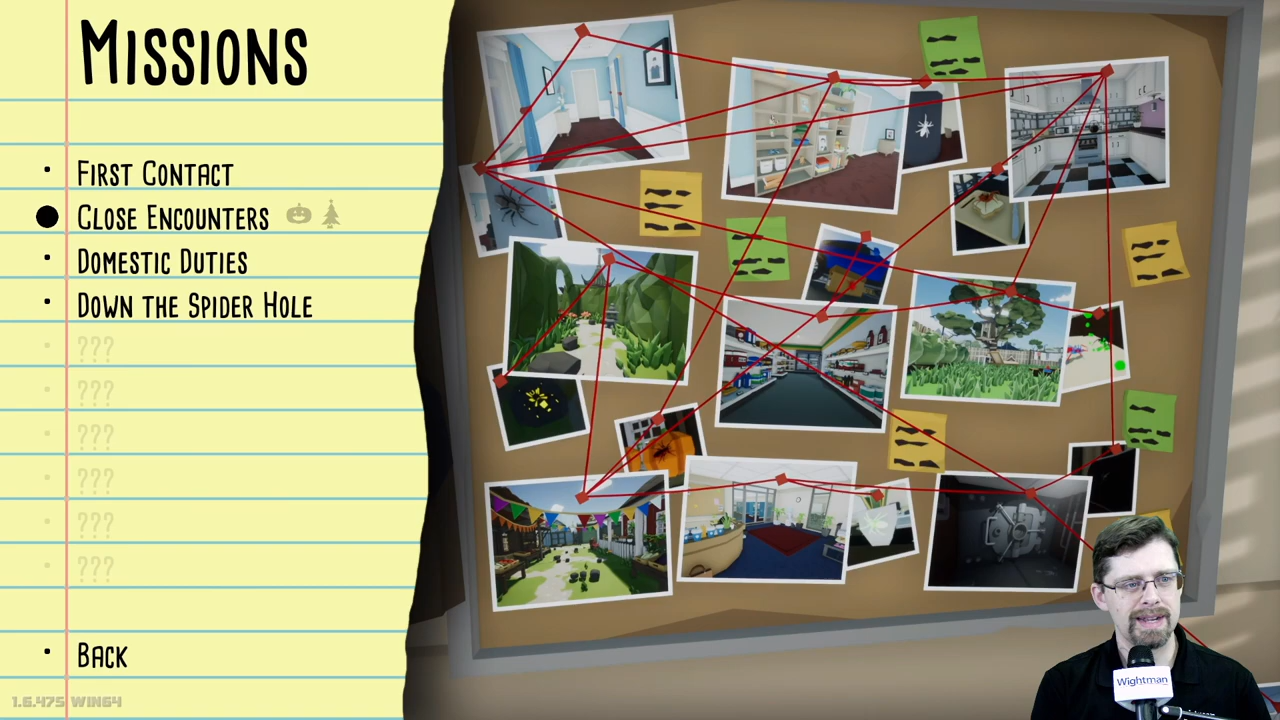 MISSIONS
FIRST CONTACT
CLOSE ENCOUNTERS
DOMESTIC DUTIES
DOWN THE SPIDER HOLE
???
???
???
???
???
???
BACK
1.6.475 WIN64
Wightman